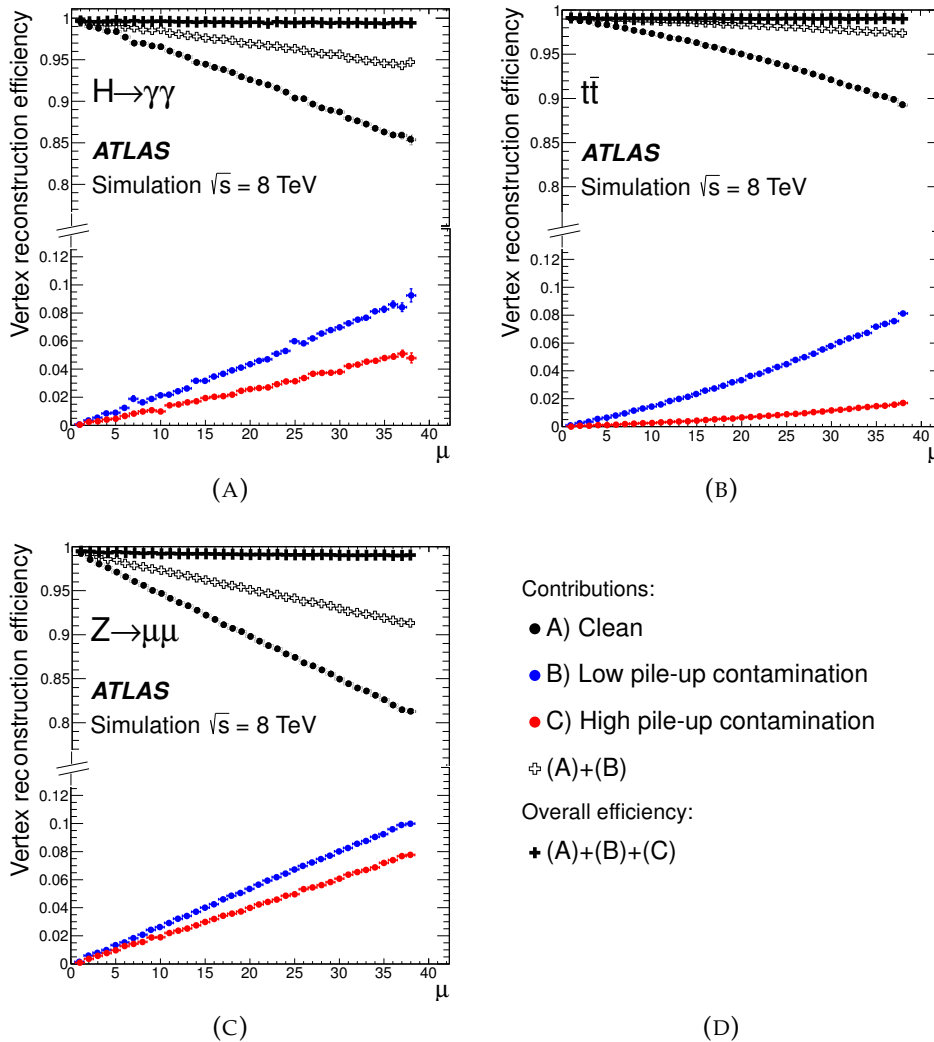 Vertex reconstruction efficiency
1
0.95
0.9
0.85
0.8
H→γγ
ATLAS
Simulation √s = 8 TeV
0.12
0.1
0.08
0.06
0.04
0.02
0
0 5 10 15 20 25 30 35 40
μ
(A)
Vertex reconstruction efficiency
1
0.95
0.9
0.85
0.8
tt̄
ATLAS
Simulation √s = 8 TeV
0.12
0.1
0.08
0.06
0.04
0.02
0
0 5 10 15 20 25 30 35 40
μ
(B)
Vertex reconstruction efficiency
1
0.95
0.9
0.85
0.8
Z→μμ
ATLAS
Simulation √s = 8 TeV
0.12
0.1
0.08
0.06
0.04
0.02
0
0 5 10 15 20 25 30 35 40
μ
(C)
Contributions:
A) Clean
B) Low pile-up contamination
C) High pile-up contamination
(A)+(B)
Overall efficiency:
(A)+(B)+(C)
(D)